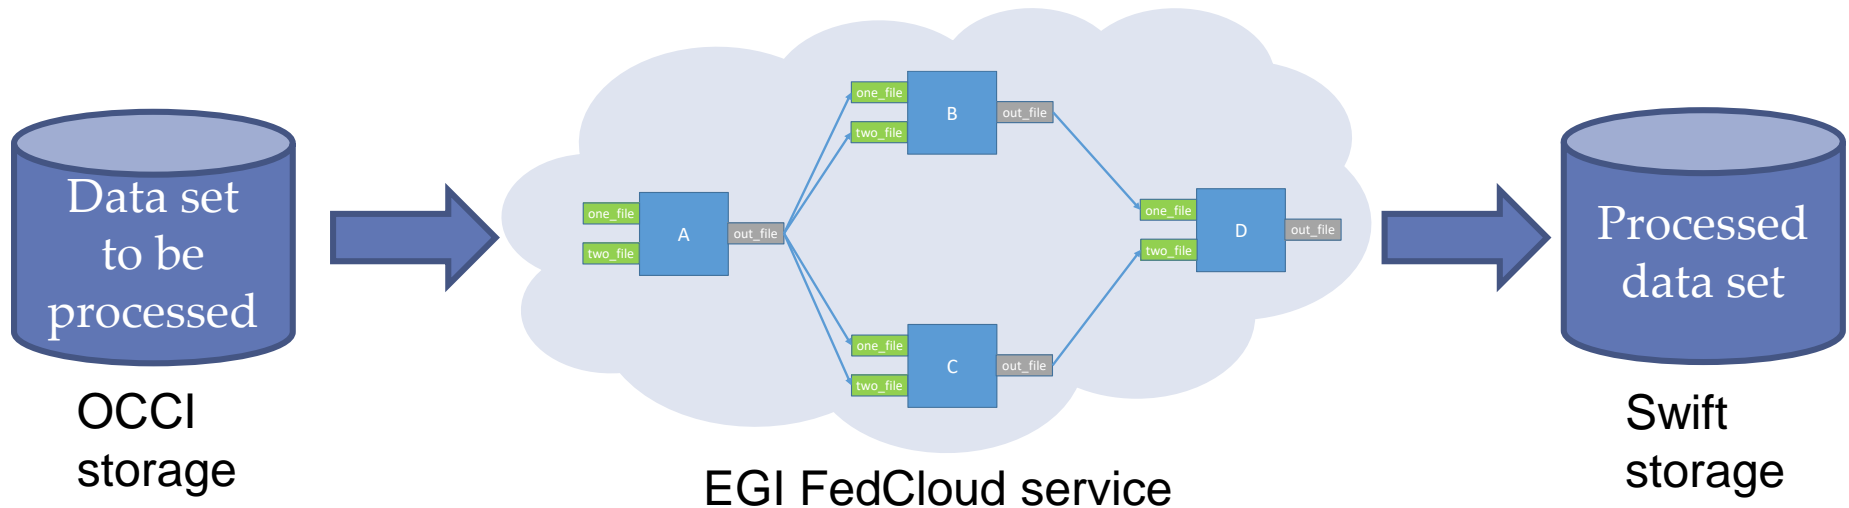 Data set
to be
processed
OCCI
storage
one_file
two_file
A
out_file
one_file
two_file
B
out_file
one_file
two_file
C
out_file
one_file
two_file
D
out_file
EGI FedCloud service
Processed
data set
Swift
storage